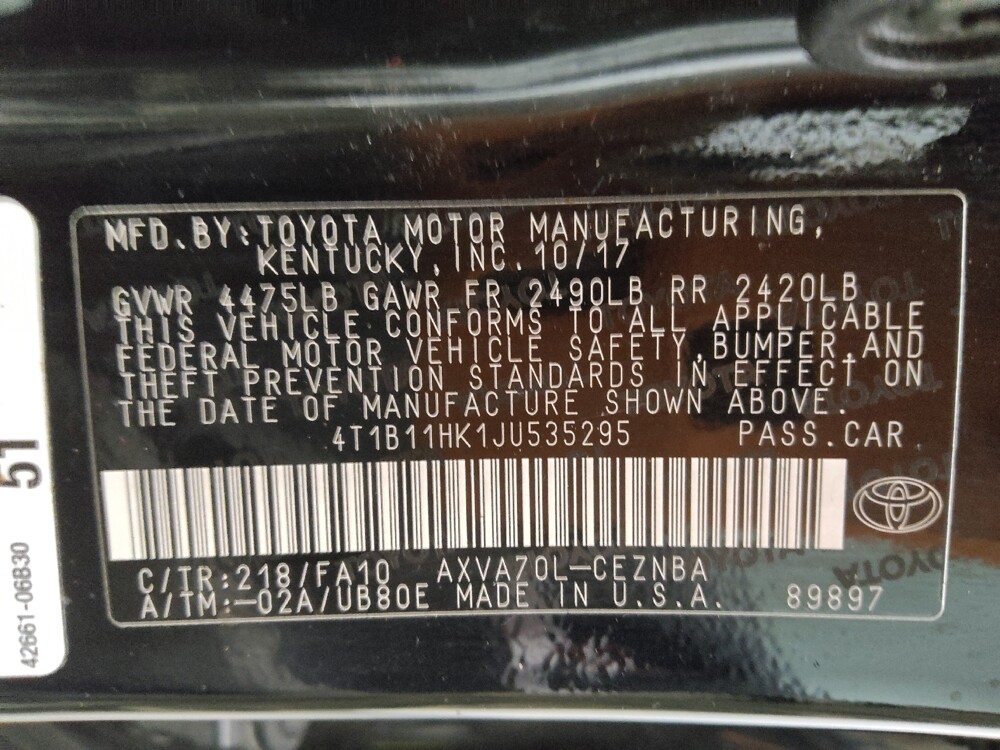 MFD.BY:TOYOTA MOTOR MANUFACTURING,
KENTUCKY,INC.10/17
GVWR 4475LB GAWR FR 2490LB RR 2420LB
THIS VEHICLE CONFORMS TO ALL APPLICABLE
FEDERAL MOTOR VEHICLE SAFETY,BUMPER,AND
THEFT PREVENTION STANDARDS IN EFFECT ON
THE DATE OF MANUFACTURE SHOWN ABOVE.
4T1B11HK1JU535295 PASS.CAR
C/TR:218/FA10 AXVA70L-CEZNBA
A/TM:-02A/UB80E MADE IN U.S.A. 89897
TOYOTA
51
42661-06B30